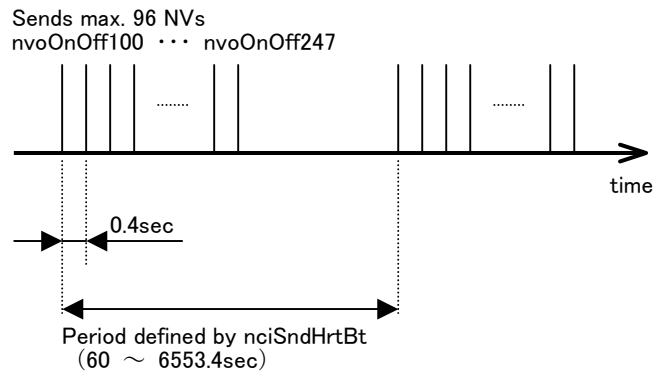 Sends max. 96 NVs
nvoOnOff100 ・・・ nvoOnOff247
........ ........
time
0.4sec
Period defined by nciSndHrtBt
(60 ～ 6553.4sec)